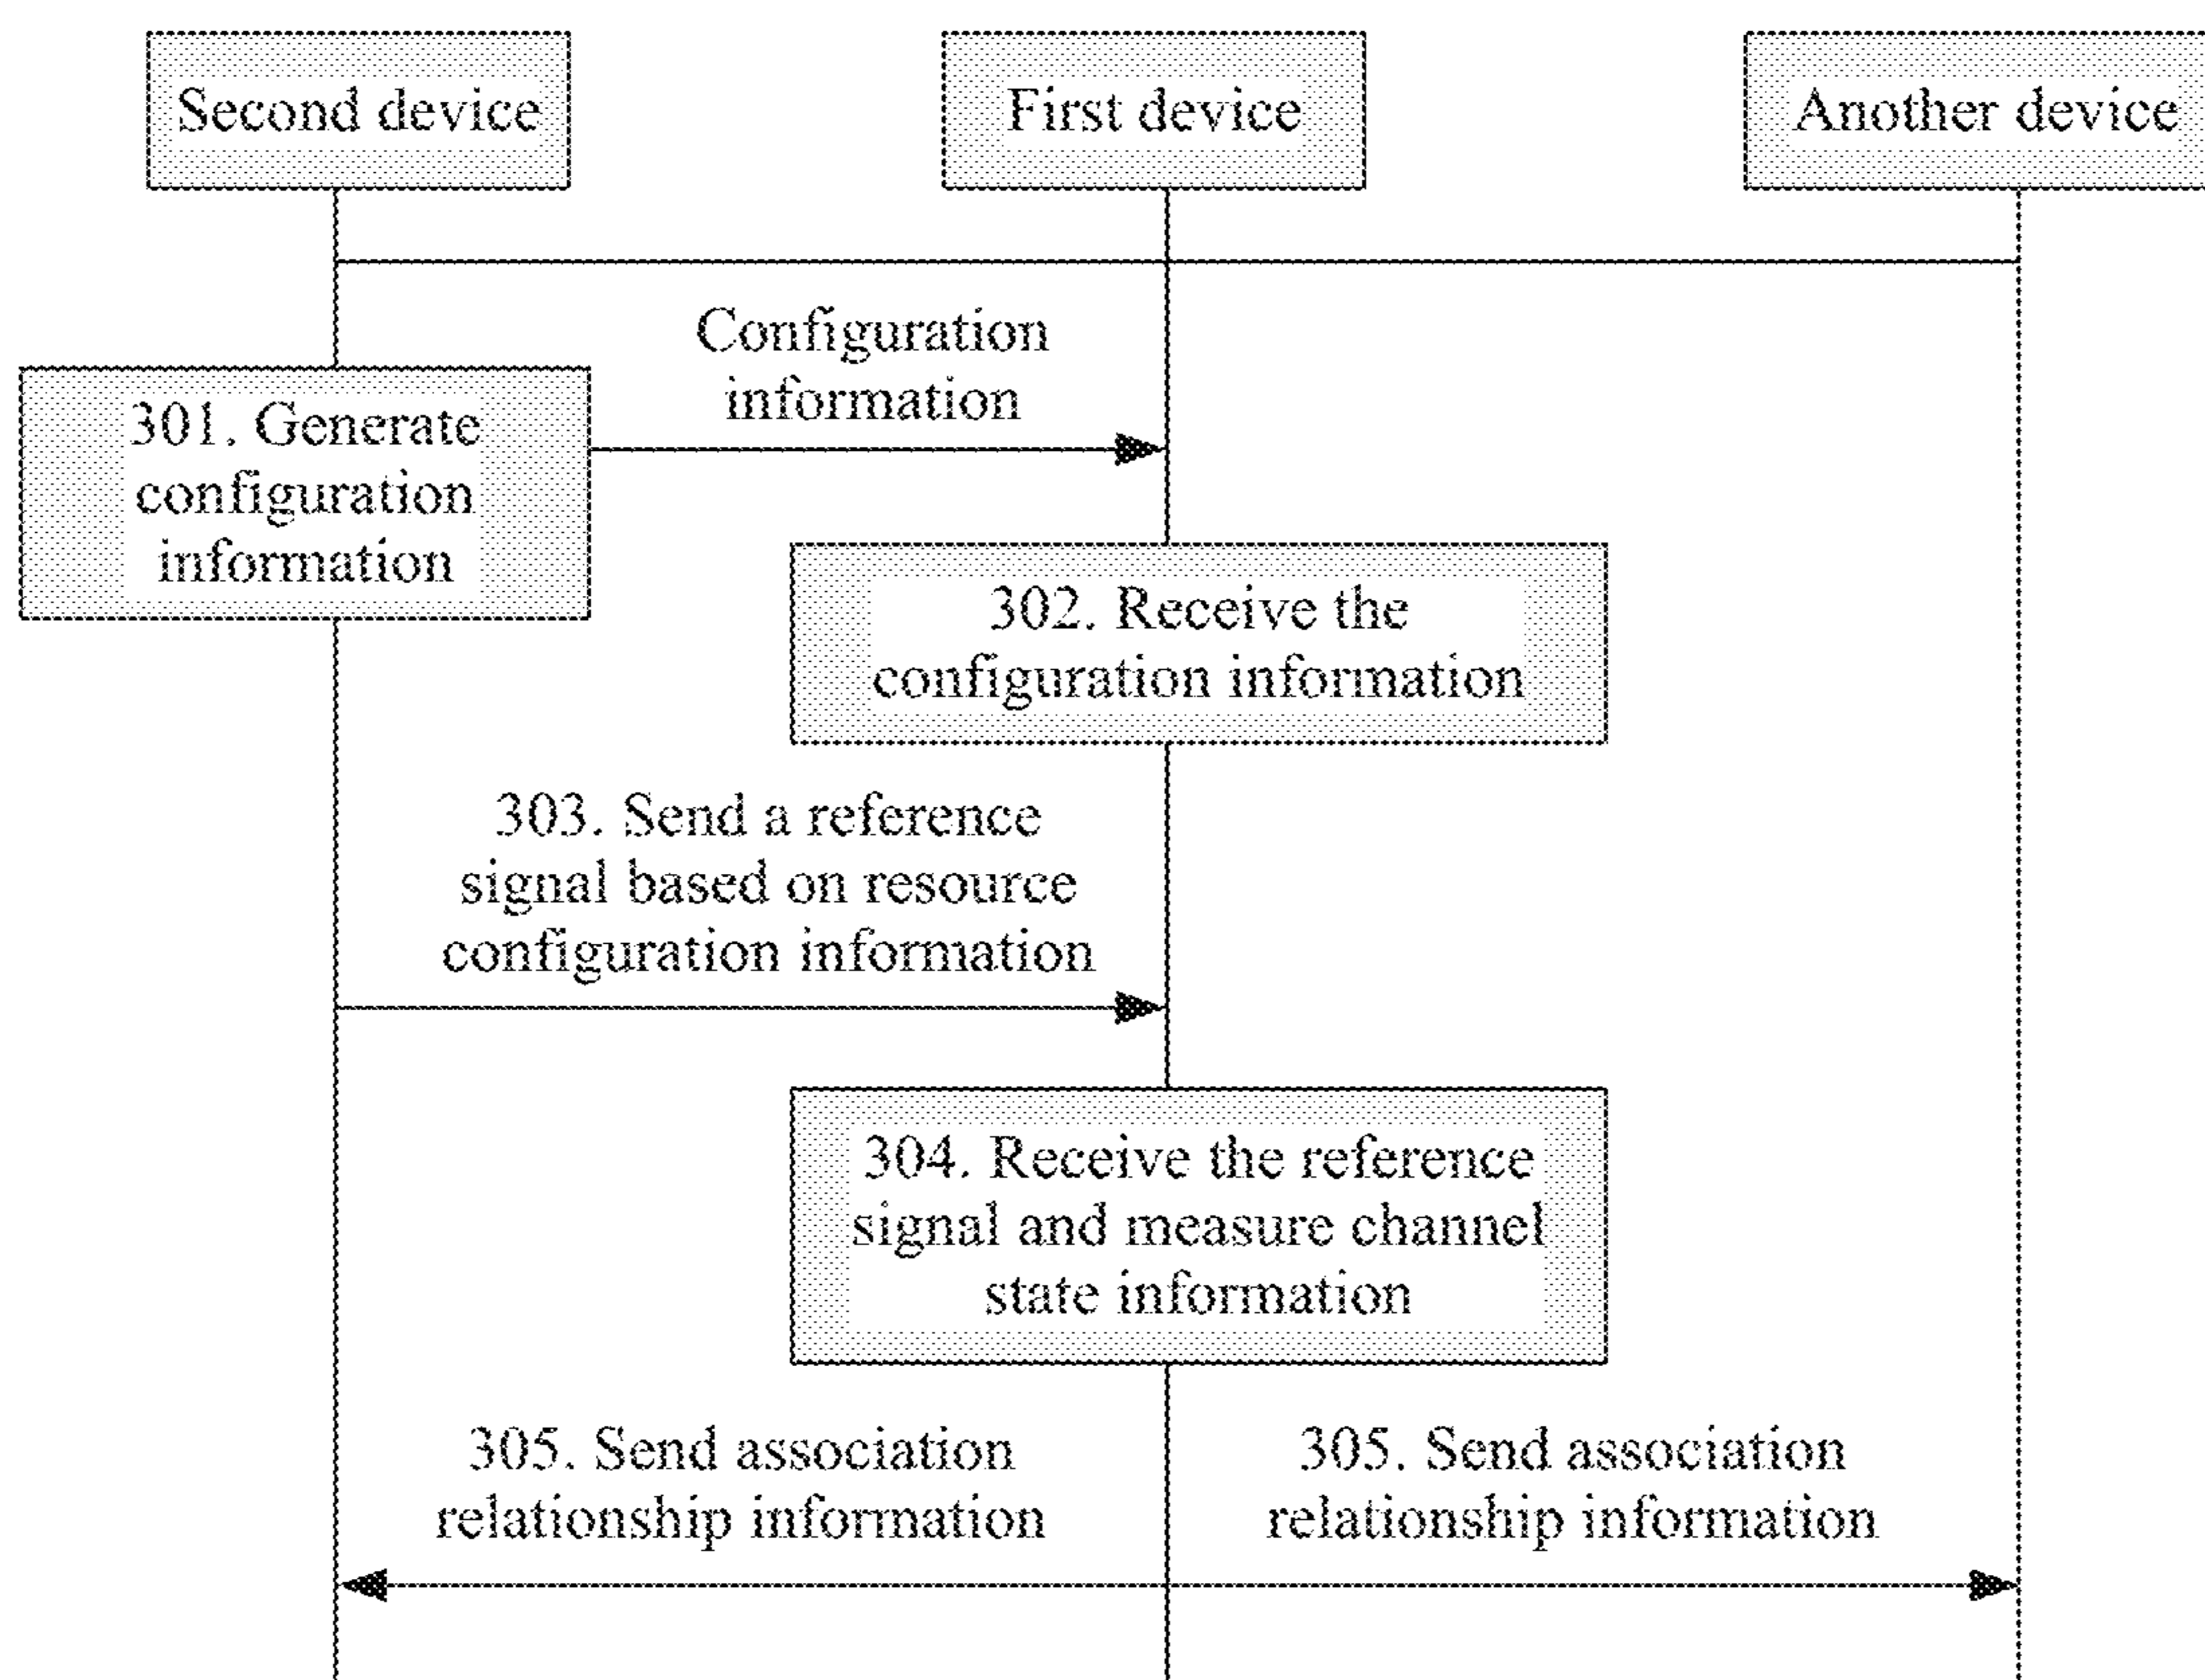 Second device
First device
Another device
Configuration
information
301. Generate
configuration
information
302. Receive the
configuration information
303. Send a reference
signal based on resource
configuration information
304. Receive the reference
signal and measure channel
state information
305. Send association
relationship information
305. Send association
relationship information